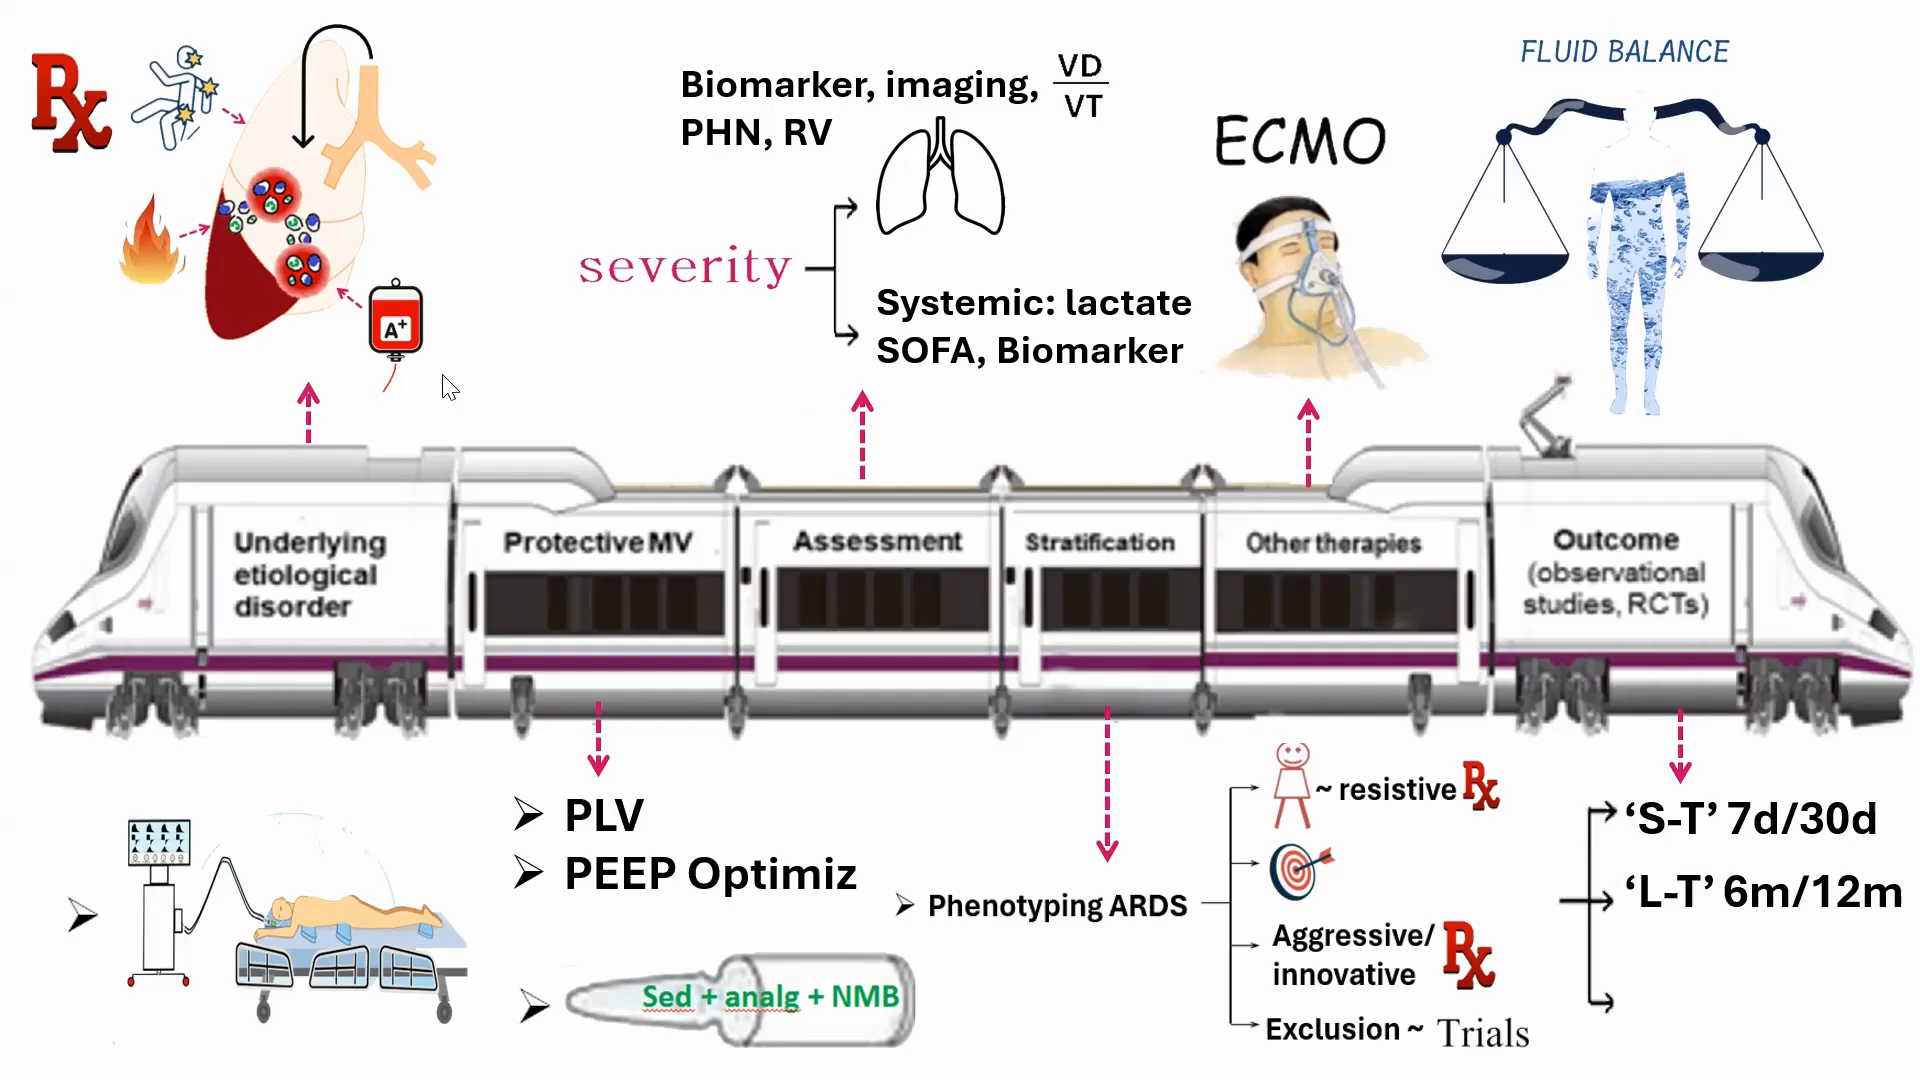 Rx
A+
Biomarker, imaging, VD
VT
PHN, RV
severity
Systemic: lactate
SOFA, Biomarker
ECMO
FLUID BALANCE
Underlying
etiological
disorder
Protective MV
Assessment
Stratification
Other therapies
Outcome
(observational
studies, RCTs)
PLV
PEEP Optimiz
Sed + analg + NMB
Phenotyping ARDS
~ resistive Rx
Aggressive/
innovative Rx
Exclusion ~ Trials
‘S-T’ 7d/30d
‘L-T’ 6m/12m